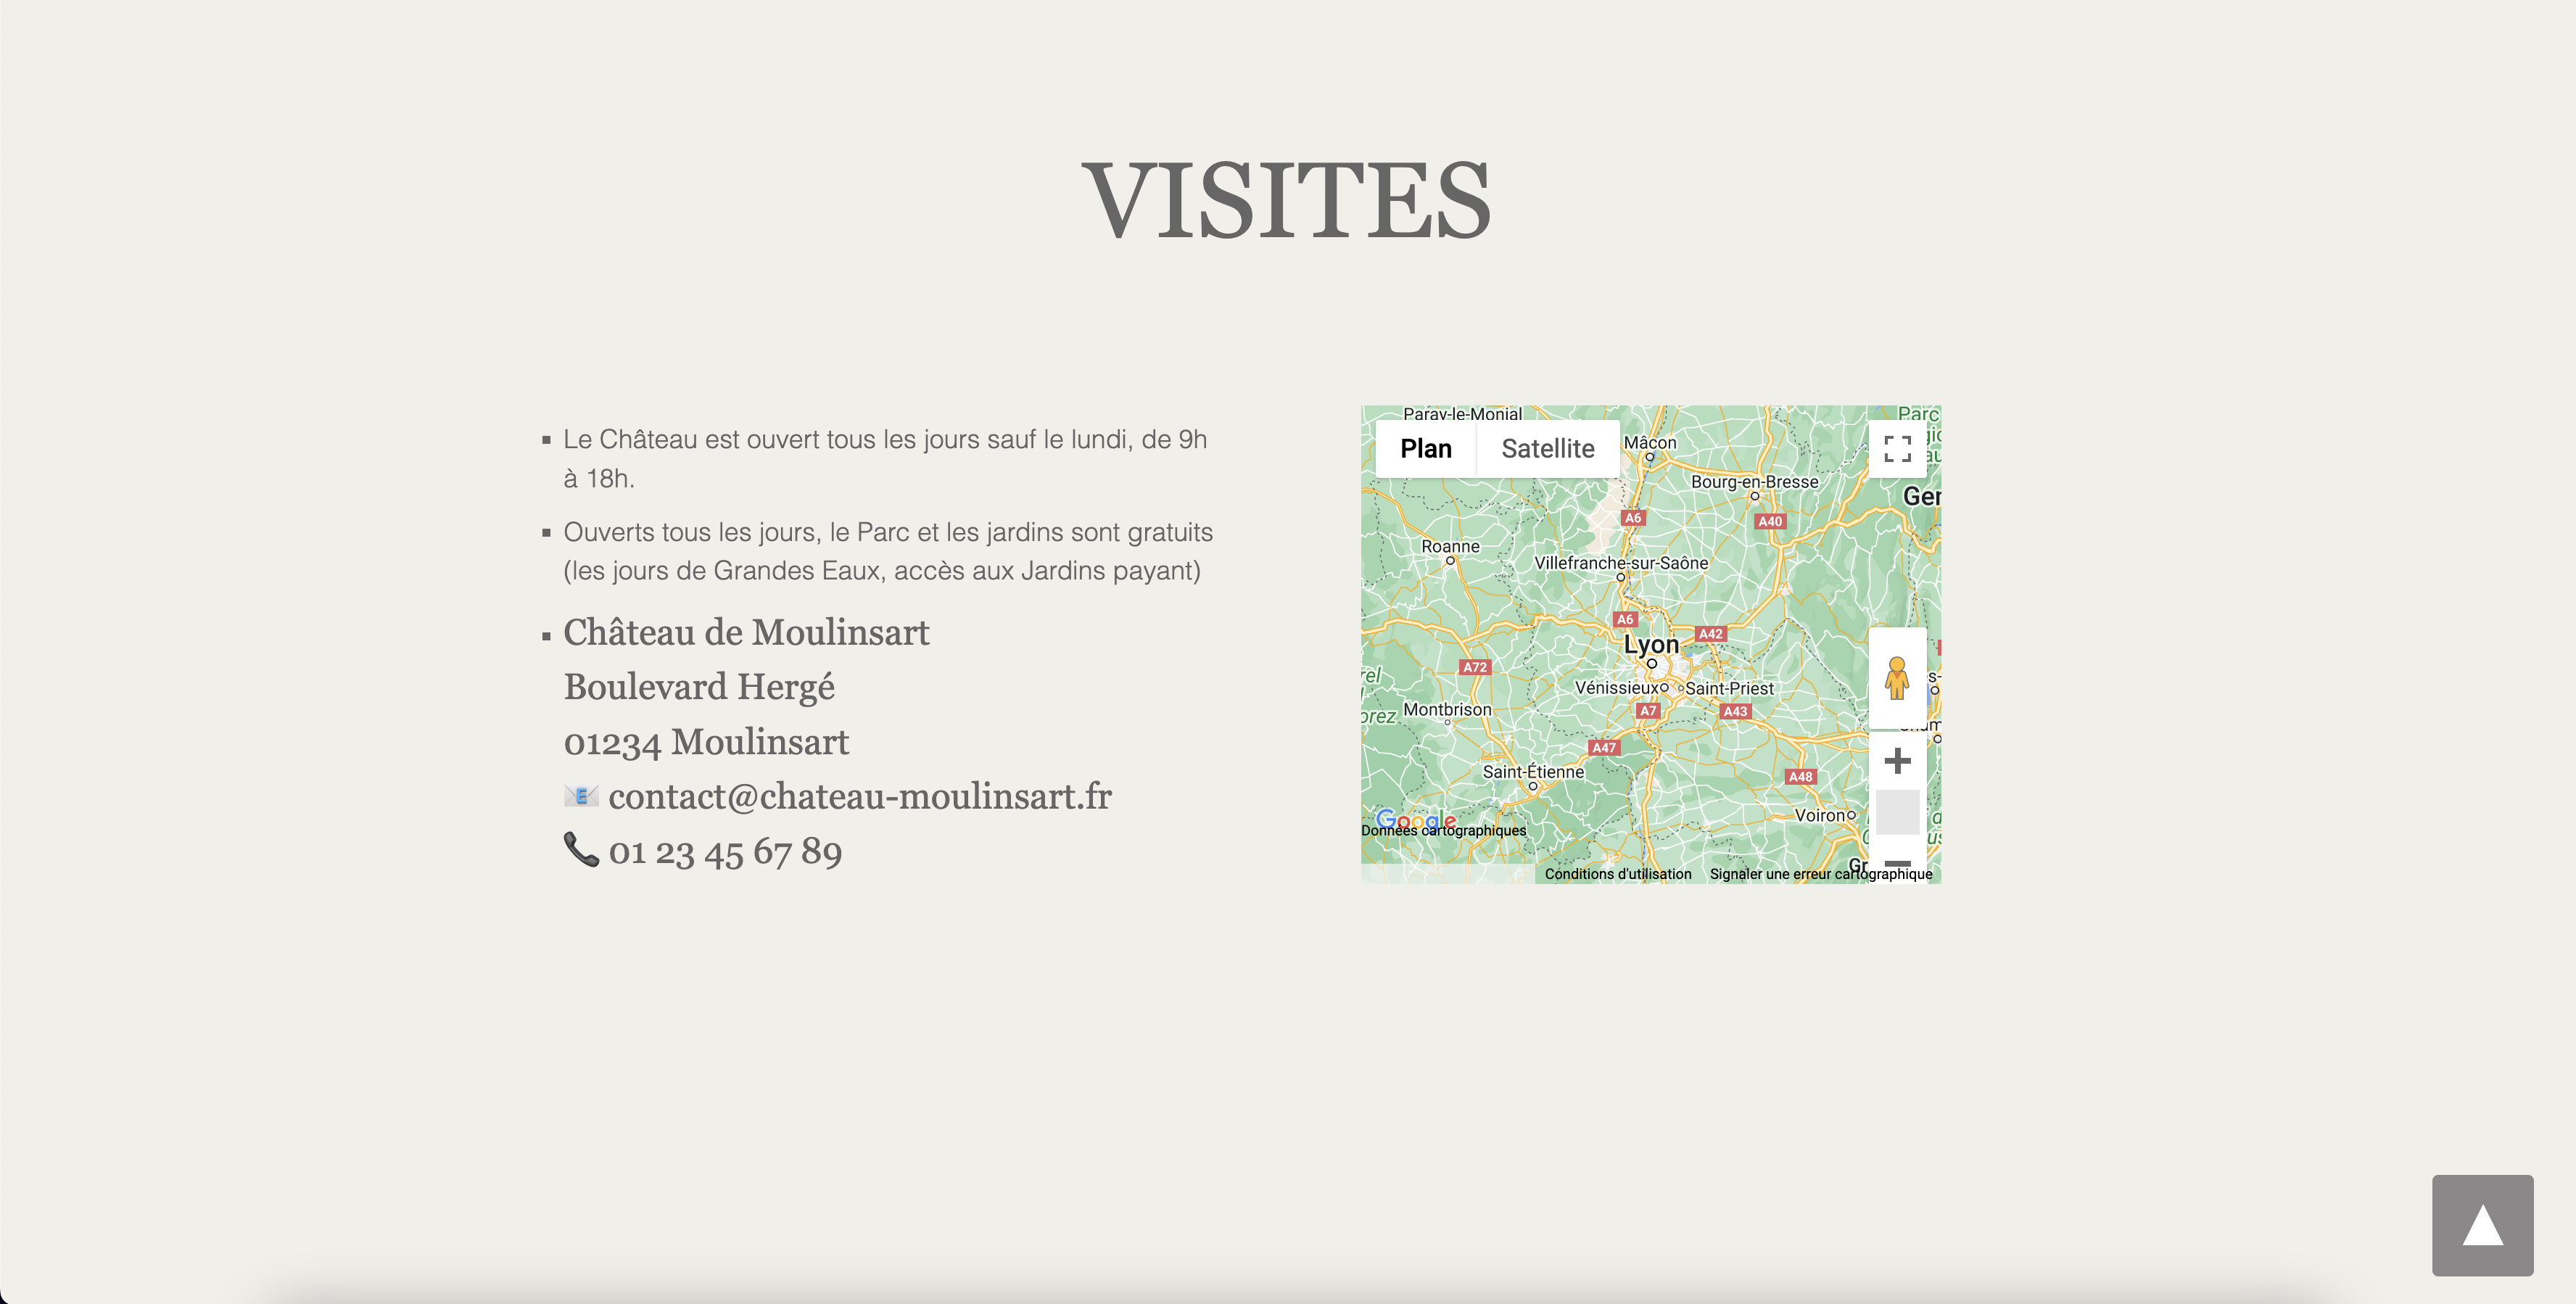 VISITES
Le Château est ouvert tous les jours sauf le lundi, de 9h
à 18h.
Ouverts tous les jours, le Parc et les jardins sont gratuits
(les jours de Grandes Eaux, accès aux Jardins payant)
Château de Moulinsart
Boulevard Hergé
01234 Moulinsart
contact@chateau-moulinsart.fr
01 23 45 67 89
Paray-le-Monial
Parc
Plan
Satellite
Mâcon
Bourg-en-Bresse
A6
A40
Roanne
Villefranche-sur-Saône
A6
A42
Lyon
A72
Vénissieux
Saint-Priest
Montbrison
A7
A43
A47
Saint-Étienne
A48
Voiron
Google
Données cartographiques
Conditions d'utilisation
Signaler une erreur cartographique